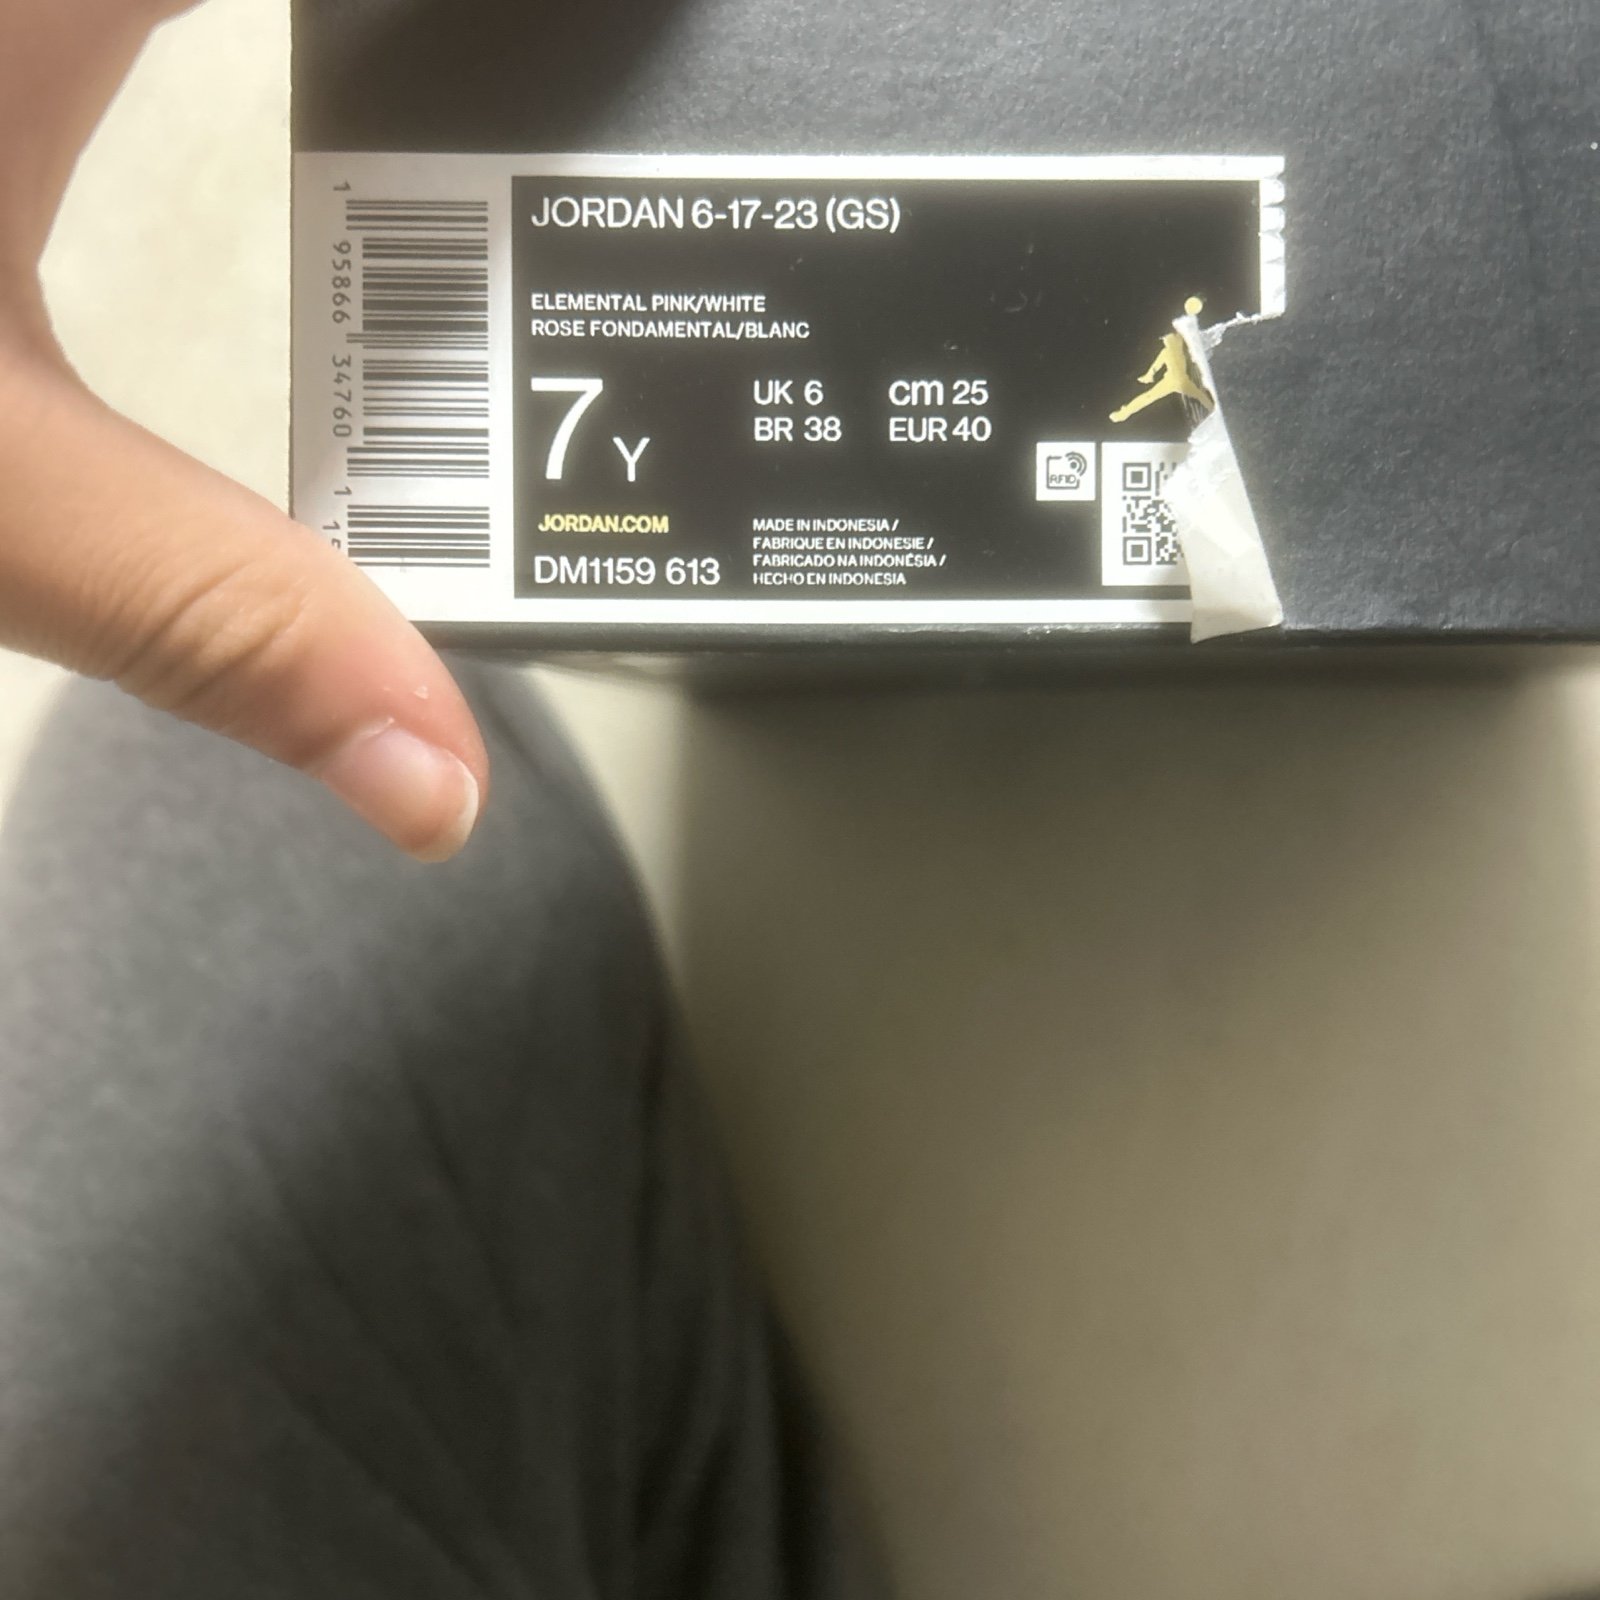 JORDAN 6-17-23 (GS)
ELEMENTAL PINK/WHITE
ROSE FONDAMENTAL/BLANC
7 Y
UK 6 cm 25
BR 38 EUR 40
RFID
JORDAN.COM
DM1159 613
MADE IN INDONESIA /
FABRIQUE EN INDONESIE /
FABRICADO NA INDONÉSIA /
HECHO EN INDONESIA
1 95866 34760 1